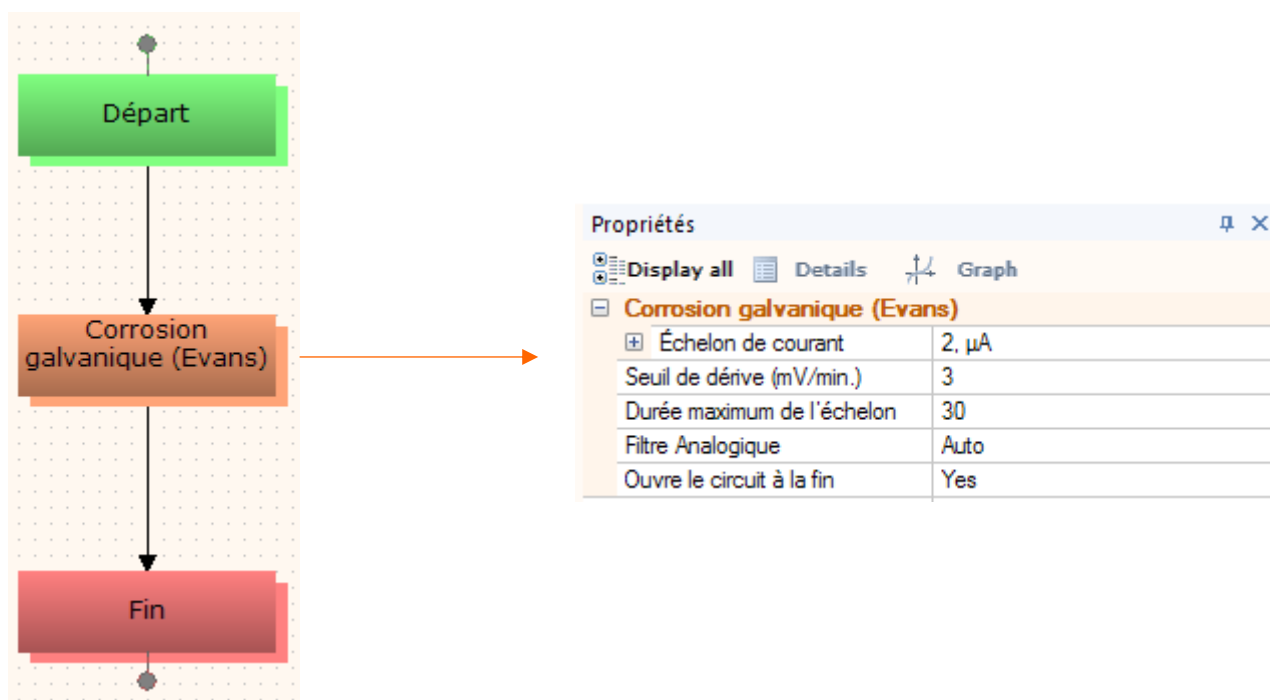 Départ
Corrosion
galvanique (Evans)
Fin
Propriétés
Display all Details Graph
Corrosion galvanique (Evans)
Échelon de courant 2, µA
Seuil de dérive (mV/min.) 3
Durée maximum de l'échelon 30
Filtre Analogique Auto
Ouvre le circuit à la fin Yes